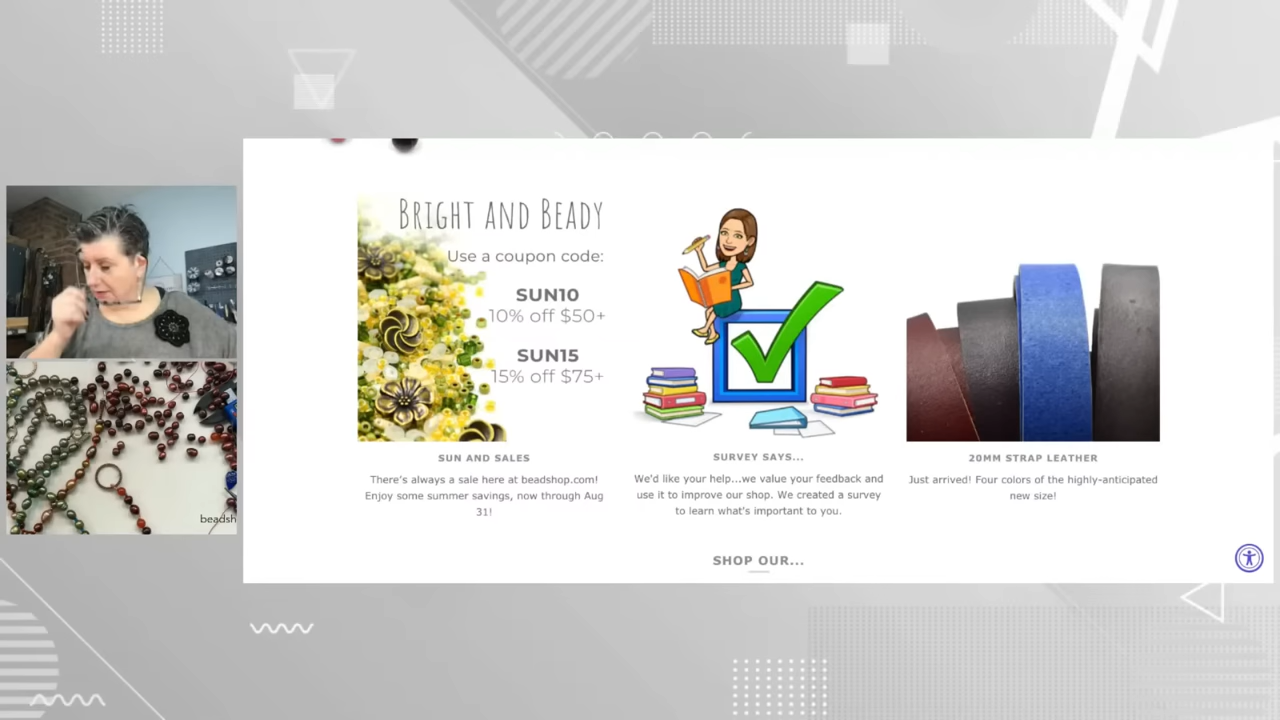 BRIGHT AND BEADY
Use a coupon code:
SUN10
10% off $50+
SUN15
15% off $75+
SUN AND SALES
There's always a sale here at beadshop.com!
Enjoy some summer savings, now through Aug
31!
SURVEY SAYS...
We'd like your help...we value your feedback and
use it to improve our shop. We created a survey
to learn what's important to you.
20MM STRAP LEATHER
Just arrived! Four colors of the highly-anticipated
new size!
SHOP OUR...
beadsh